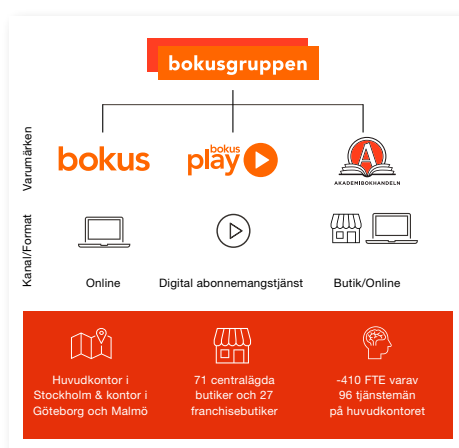 bokusgruppen
Varumärken
bokus
bokus
play
A
AKADEMIBOKHANDELN
Kanal/Format
Online
Digital abonnemangstjänst
Butik/Online
Huvudkontor i
Stockholm & kontor i
Göteborg och Malmö
71 centralägda
butiker och 27
franchisebutiker
-410 FTE varav
96 tjänstemän
på huvudkontoret